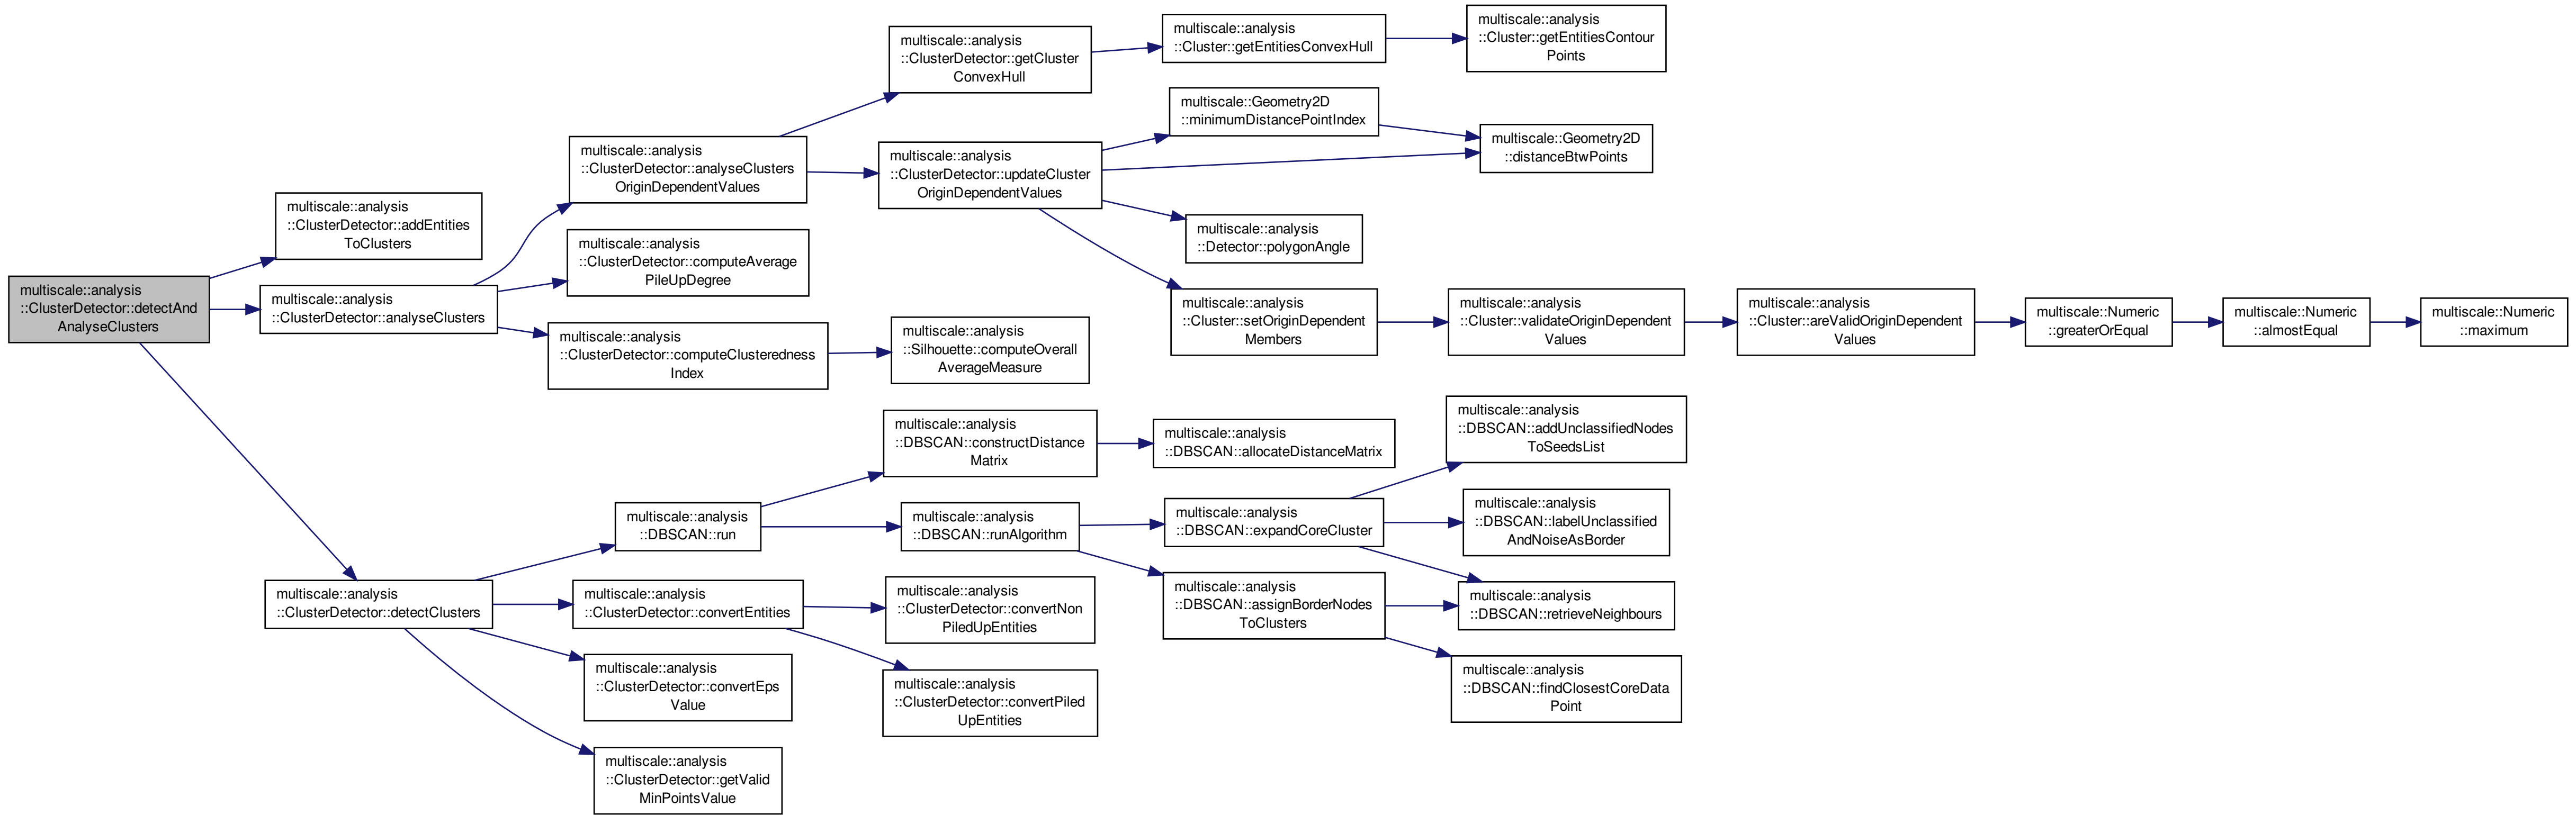 multiscale::analysis
::ClusterDetector::detectAnd
AnalyseClusters
multiscale::analysis
::ClusterDetector::addEntities
ToClusters
multiscale::analysis
::ClusterDetector::analyseClusters
multiscale::analysis
::ClusterDetector::detectClusters
multiscale::analysis
::ClusterDetector::analyseClusters
OriginDependentValues
multiscale::analysis
::ClusterDetector::computeAverage
PileUpDegree
multiscale::analysis
::ClusterDetector::computeClusteredness
Index
multiscale::analysis
::DBSCAN::run
multiscale::analysis
::ClusterDetector::convertEntities
multiscale::analysis
::ClusterDetector::convertEps
Value
multiscale::analysis
::ClusterDetector::getValid
MinPointsValue
multiscale::analysis
::ClusterDetector::getCluster
ConvexHull
multiscale::analysis
::ClusterDetector::updateCluster
OriginDependentValues
multiscale::analysis
::Silhouette::computeOverall
AverageMeasure
multiscale::analysis
::DBSCAN::constructDistance
Matrix
multiscale::analysis
::DBSCAN::runAlgorithm
multiscale::analysis
::ClusterDetector::convertNon
PiledUpEntities
multiscale::analysis
::ClusterDetector::convertPiled
UpEntities
multiscale::analysis
::Cluster::getEntitiesConvexHull
multiscale::Geometry2D
::minimumDistancePointIndex
multiscale::analysis
::Detector::polygonAngle
multiscale::analysis
::Cluster::setOriginDependent
Members
multiscale::analysis
::DBSCAN::allocateDistanceMatrix
multiscale::analysis
::DBSCAN::expandCoreCluster
multiscale::analysis
::DBSCAN::assignBorderNodes
ToClusters
multiscale::analysis
::Cluster::getEntitiesContour
Points
multiscale::Geometry2D
::distanceBtwPoints
multiscale::analysis
::Cluster::validateOriginDependent
Values
multiscale::analysis
::DBSCAN::addUnclassifiedNodes
ToSeedsList
multiscale::analysis
::DBSCAN::labelUnclassified
AndNoiseAsBorder
multiscale::analysis
::DBSCAN::retrieveNeighbours
multiscale::analysis
::DBSCAN::findClosestCoreData
Point
multiscale::analysis
::Cluster::areValidOriginDependent
Values
multiscale::Numeric
::greaterOrEqual
multiscale::Numeric
::almostEqual
multiscale::Numeric
::maximum